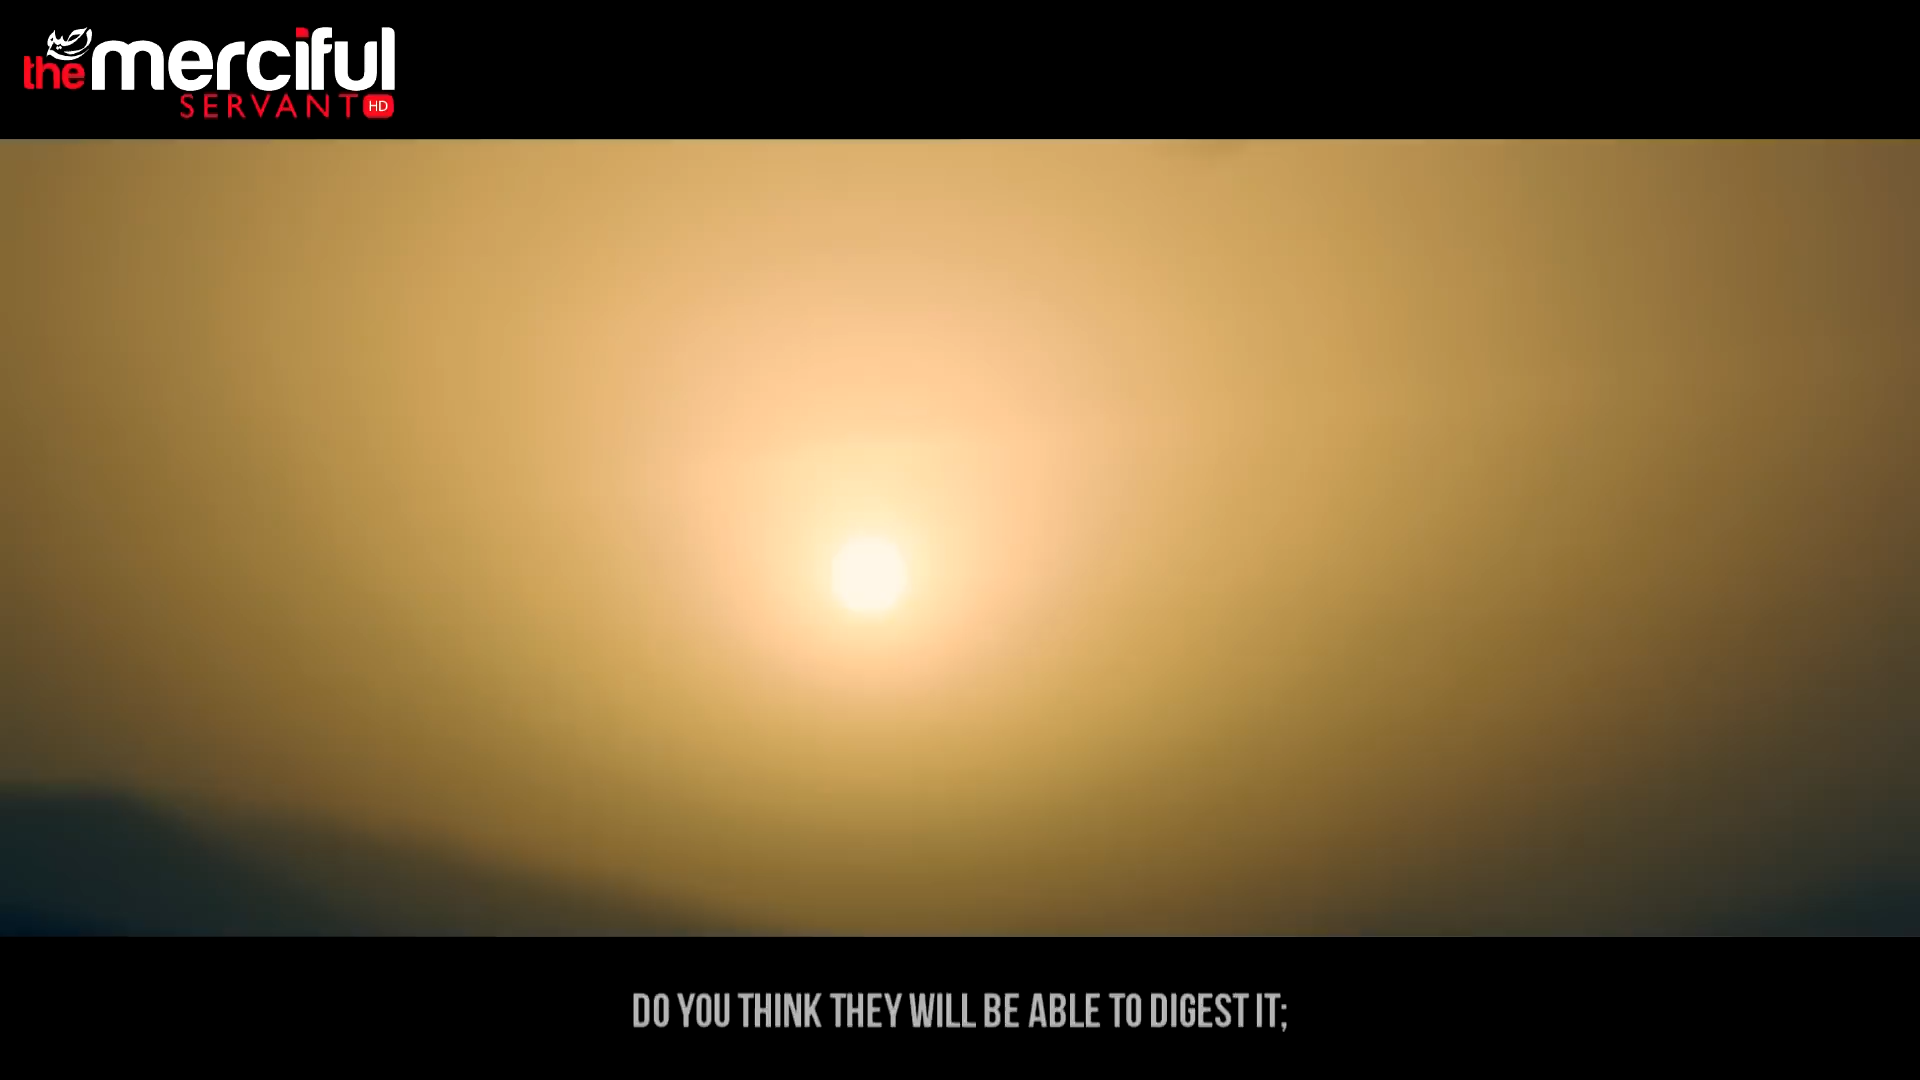 the merciful
SERVANT HD
DO YOU THINK THEY WILL BE ABLE TO DIGEST IT;